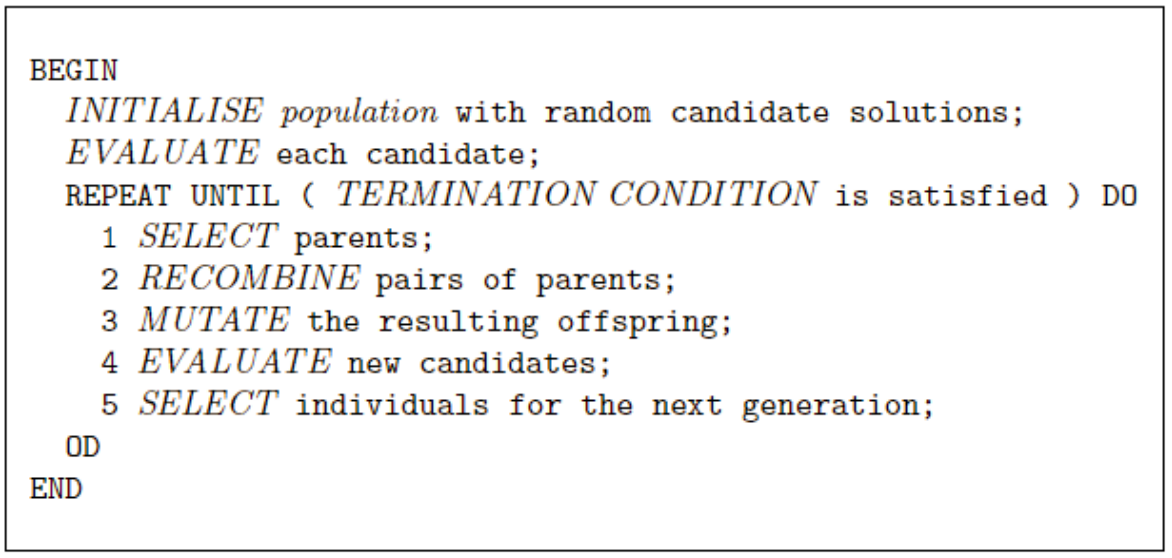 BEGIN
INITIALISE population with random candidate solutions;
EVALUATE each candidate;
REPEAT UNTIL ( TERMINATION CONDITION is satisfied ) DO
1 SELECT parents;
2 RECOMBINE pairs of parents;
3 MUTATE the resulting offspring;
4 EVALUATE new candidates;
5 SELECT individuals for the next generation;
OD
END